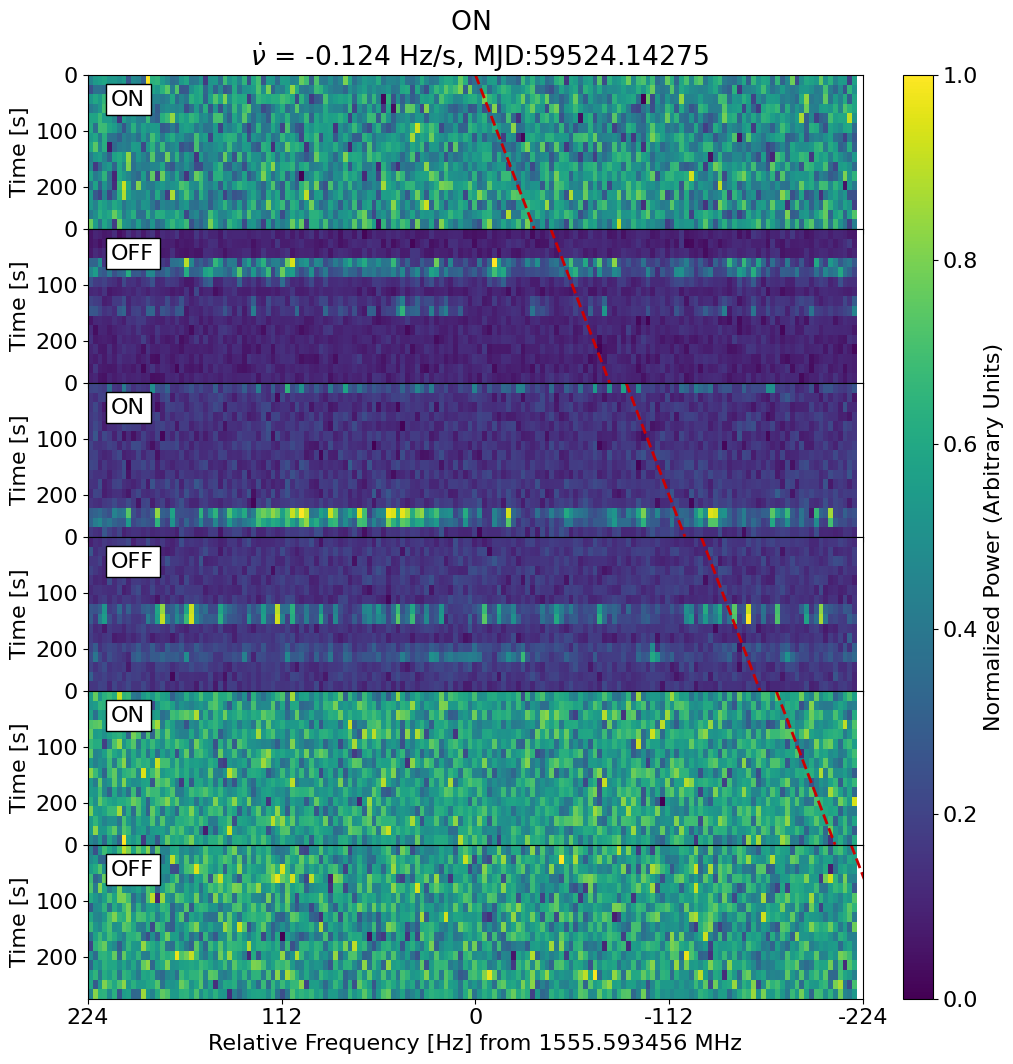 ON
ν̇ = -0.124 Hz/s, MJD:59524.14275
0
ON
100
200
Time [s]
0
OFF
100
200
Time [s]
0
ON
100
200
Time [s]
0
OFF
100
200
Time [s]
0
ON
100
200
Time [s]
0
OFF
100
200
Time [s]
224 112 0 -112 -224
Relative Frequency [Hz] from 1555.593456 MHz
1.0
0.8
0.6
0.4
0.2
0.0
Normalized Power (Arbitrary Units)